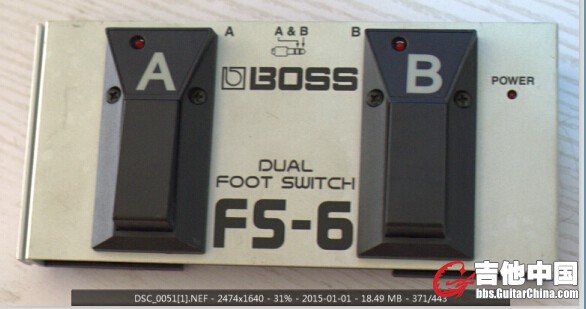 A
A & B
B
A
B
BOSS
POWER
DUAL
FOOT SWITCH
FS-6
吉他中国
bbs.GuitarChina.com
DSC_0051[1].NEF - 2474x1640 - 31% - 2015-01-01 - 18.49 MB - 371/443